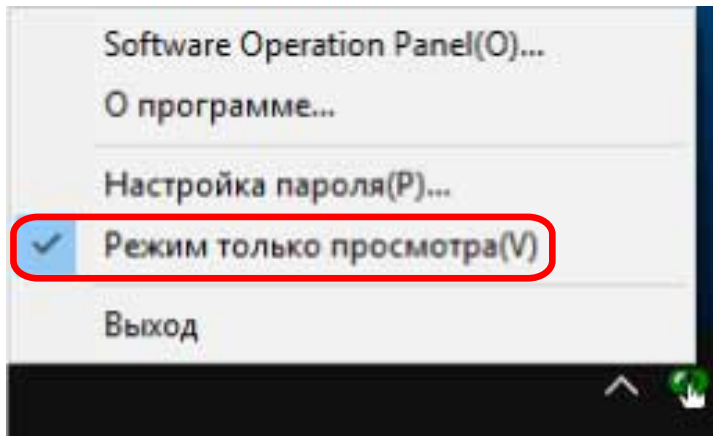 Software Operation Panel(O)...
О программе...
Настройка пароля(P)...
Режим только просмотра(V)
Выход